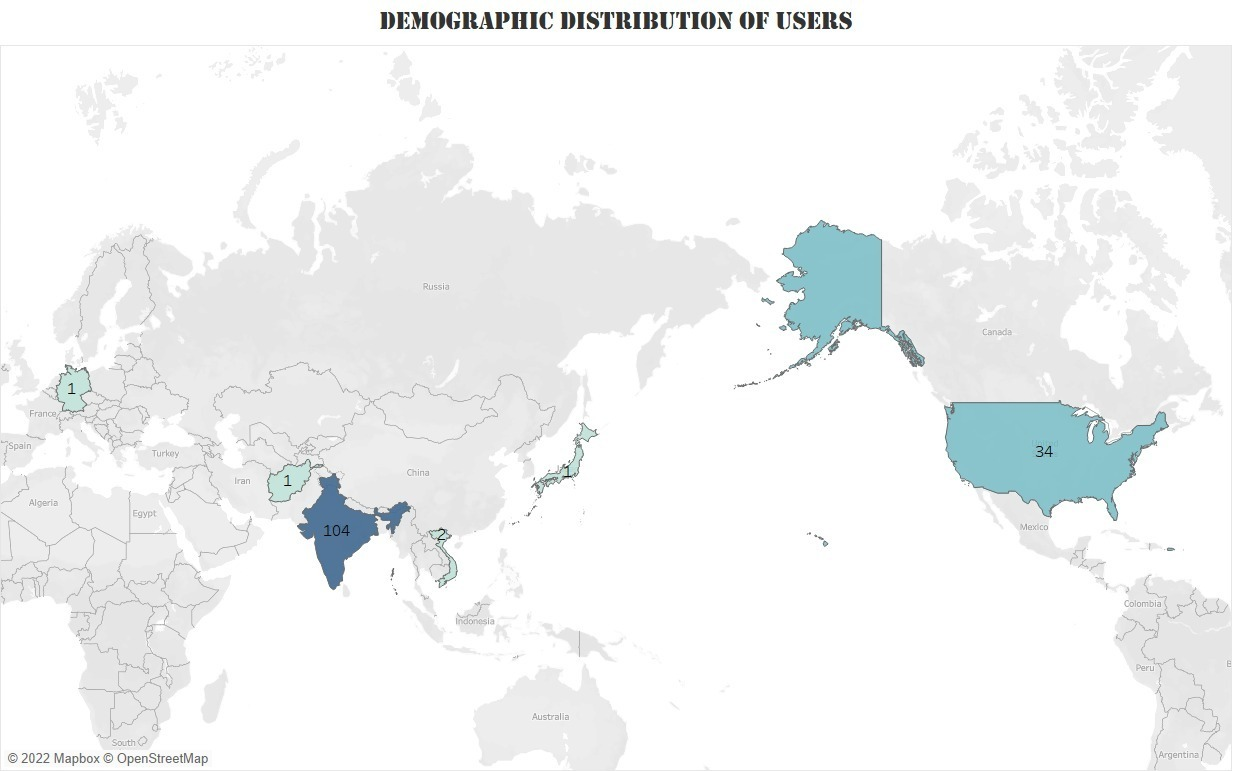 DEMOGRAPHIC DISTRIBUTION OF USERS
Russia
Canada
1
France
34
Spain
Turkey
1
China
1
Iran
Algeria
Egypt
104
2
Mexico
Colombia
Indonesia
Peru
B
Australia
South
Argentina
© 2022 Mapbox © OpenStreetMap